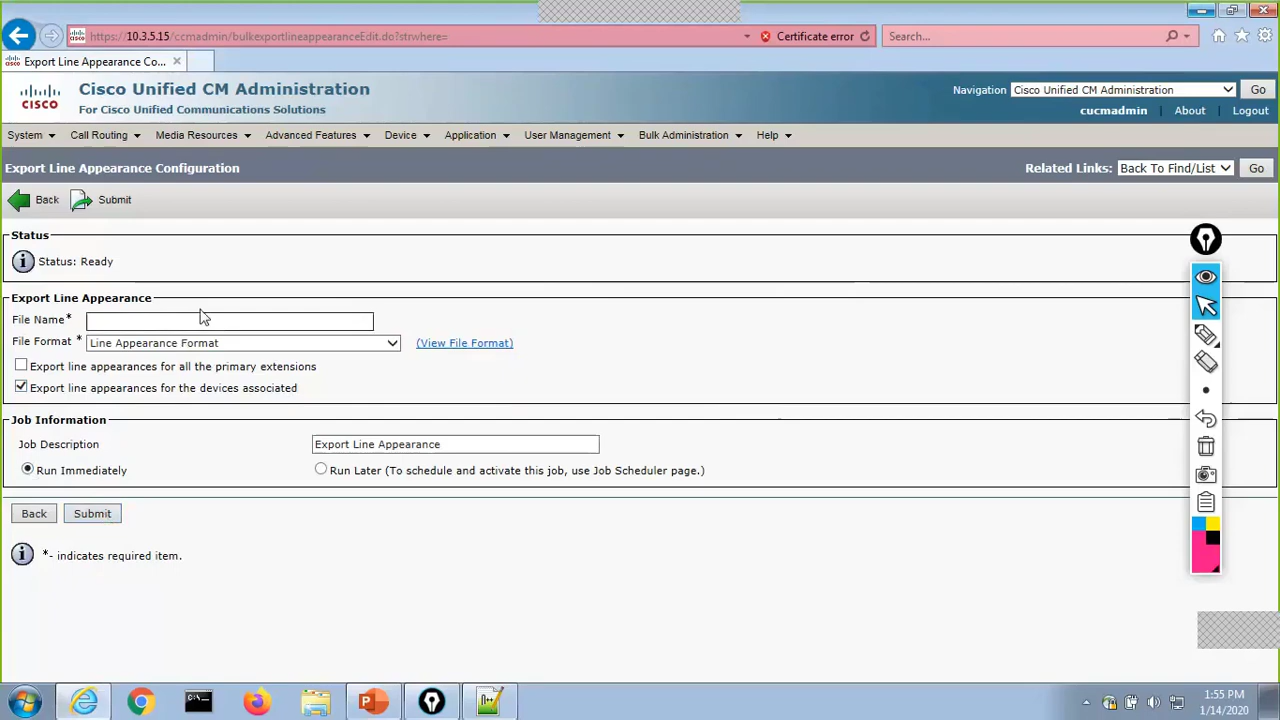 https://10.3.5.15/ccmadmin/bulkexportlineappearanceEdit.do?strwhere=
Certificate error
Search...
Export Line Appearance Co...
CISCO
Cisco Unified CM Administration
For Cisco Unified Communications Solutions
Navigation Cisco Unified CM Administration Go
cucmadmin About Logout
System Call Routing Media Resources Advanced Features Device Application User Management Bulk Administration Help
Export Line Appearance Configuration
Related Links: Back To Find/List Go
Back Submit
Status
Status: Ready
Export Line Appearance
File Name*
File Format * Line Appearance Format (View File Format)
Export line appearances for all the primary extensions
Export line appearances for the devices associated
Job Information
Job Description Export Line Appearance
Run Immediately Run Later (To schedule and activate this job, use Job Scheduler page.)
Back Submit
*- indicates required item.
1:55 PM
1/14/2020